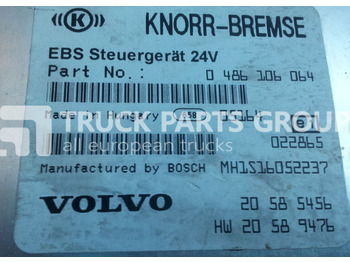 KNORR-BREMSE
EBS Steuergerät 24V
Part No.: 0 486 106 064
Made in Hungary
TRUCK PARTS GROUP
all european trucks
022865
Manufactured by BOSCH MH1S16052237
VOLVO 20 58 5456
HW 20 58 9476